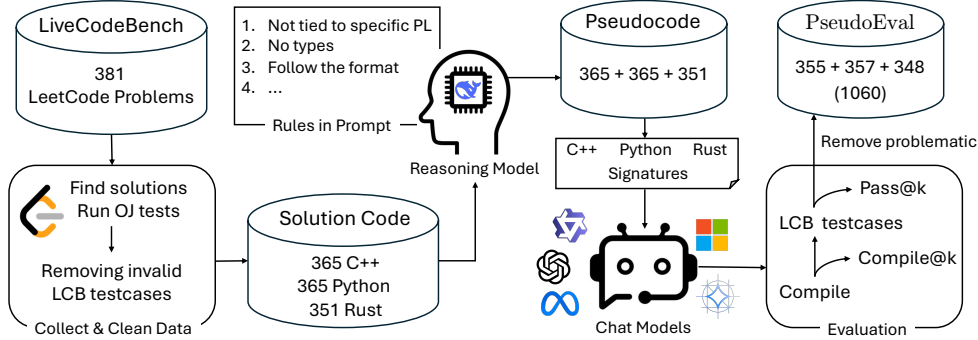 LiveCodeBench
381
LeetCode Problems
1. Not tied to specific PL
2. No types
3. Follow the format
4. ...
Rules in Prompt
Reasoning Model
Pseudocode
365 + 365 + 351
PseudoEval
355 + 357 + 348
(1060)
Remove problematic
C++ Python Rust
Signatures
Find solutions
Run OJ tests
Removing invalid
LCB testcases
Collect & Clean Data
Solution Code
365 C++
365 Python
351 Rust
Chat Models
Pass@k
LCB testcases
Compile@k
Compile
Evaluation